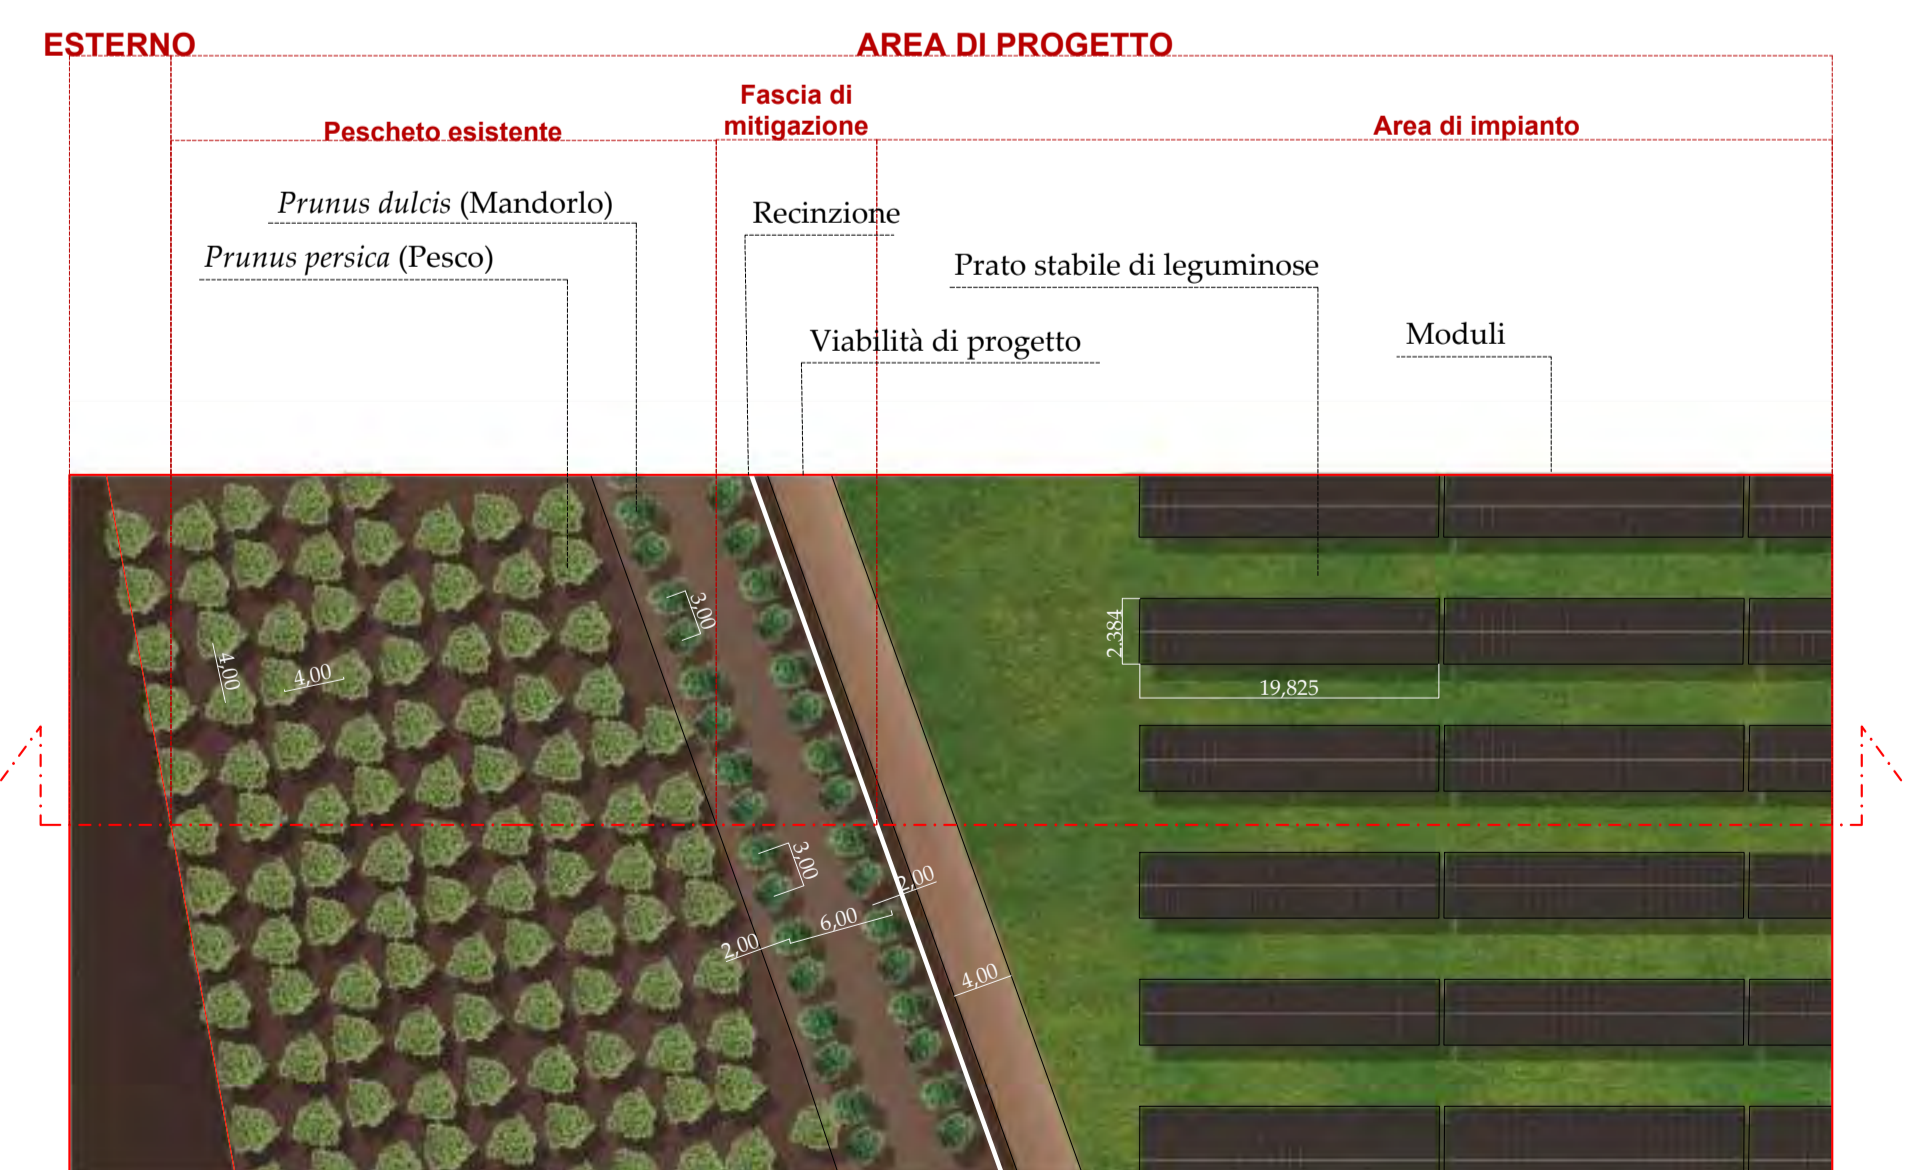 ESTERNO
AREA DI PROGETTO
Fascia di
mitigazione
Pescheto esistente
Area di impianto
Prunus dulcis (Mandorlo)
Recinzione
Prunus persica (Pesco)
Prato stabile di leguminose
Viabilità di progetto
Moduli
3,00
4,00
4,00
2.384
19,825
3,00
2,00
6,00
2,00
4,00